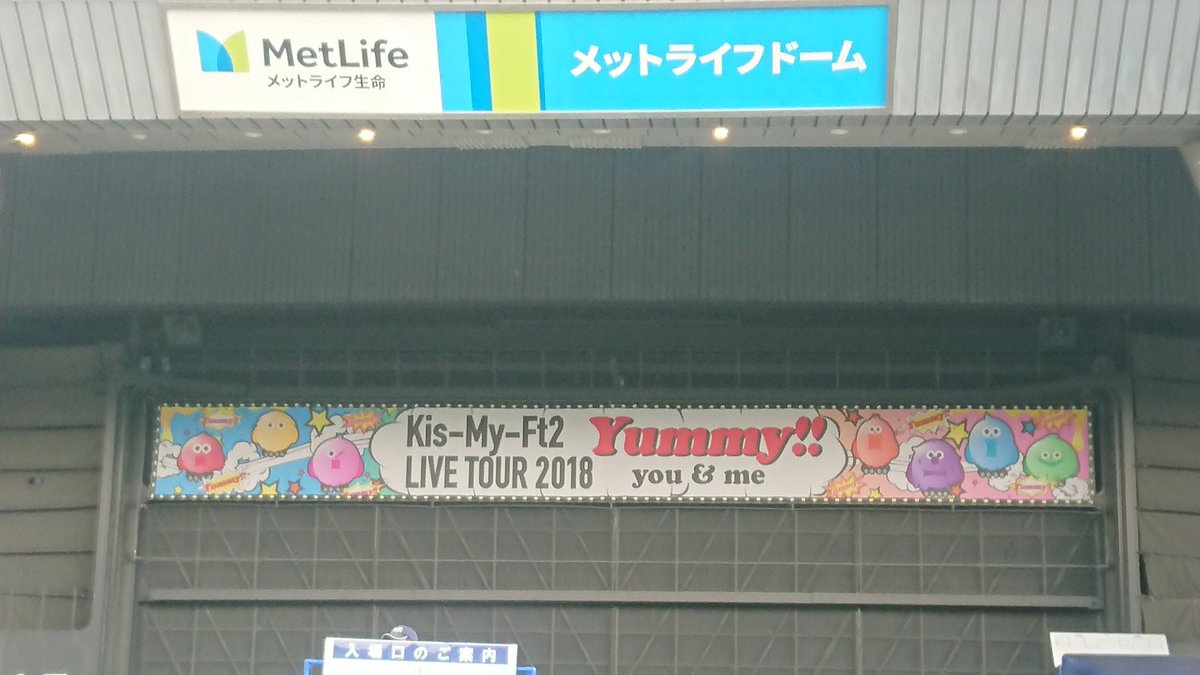 MetLife
メットライフ生命
メットライフドーム
Kis-My-Ft2
LIVE TOUR 2018
Yummy!!
you & me
入場口のご案内